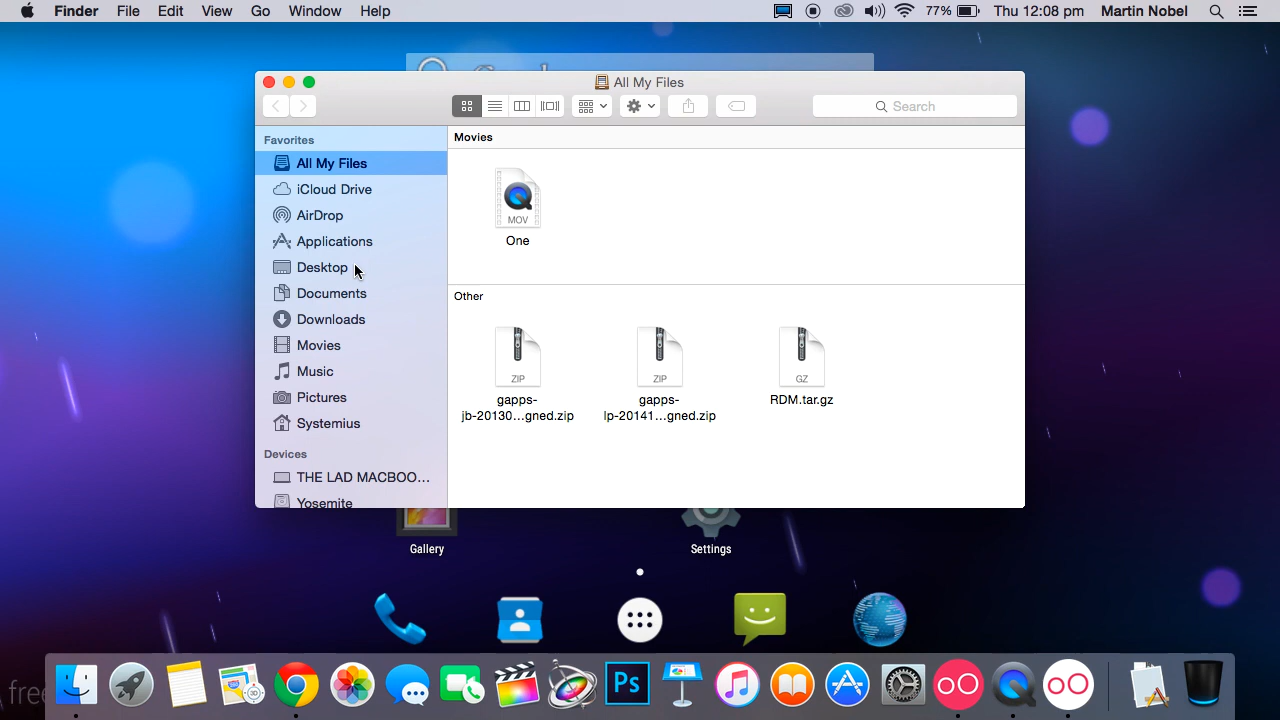 Finder File Edit View Go Window Help 77% Thu 12:08 pm Martin Nobel
All My Files
Search
Favorites
All My Files
iCloud Drive
AirDrop
Applications
Desktop
Documents
Downloads
Movies
Music
Pictures
Systemius
Devices
THE LAD MACBOO...
Yosemite
Movies
MOV
One
Other
ZIP
gapps-
jb-20130...gned.zip
ZIP
gapps-
lp-20141...gned.zip
GZ
RDM.tar.gz
Gallery
Settings
free
30
Ps